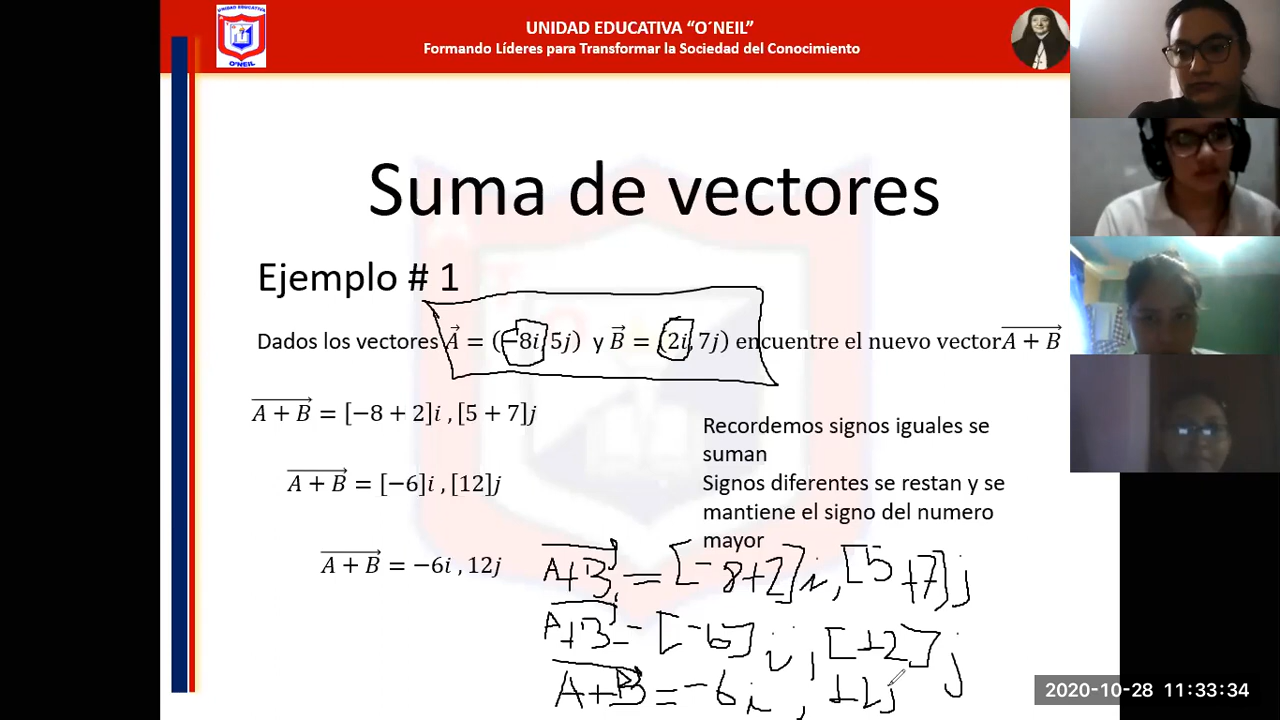 UNIDAD EDUCATIVA
O´NEIL
UNIDAD EDUCATIVA “O´NEIL”
Formando Líderes para Transformar la Sociedad del Conocimiento
Suma de vectores
Ejemplo # 1
Dados los vectores A⃗ = (−8i, 5j) y B⃗ = (2i, 7j) encuentre el nuevo vector A + B
A + B = [−8 + 2]i , [5 + 7]j
A + B = [−6]i , [12]j
A + B = −6i , 12j
Recordemos signos iguales se
suman
Signos diferentes se restan y se
mantiene el signo del numero
mayor
A+B = [-8+2]i, [5+7]j
A+B = [-6]i, [12]j
A+B = -6i, 12j
2020-10-28 11:33:34